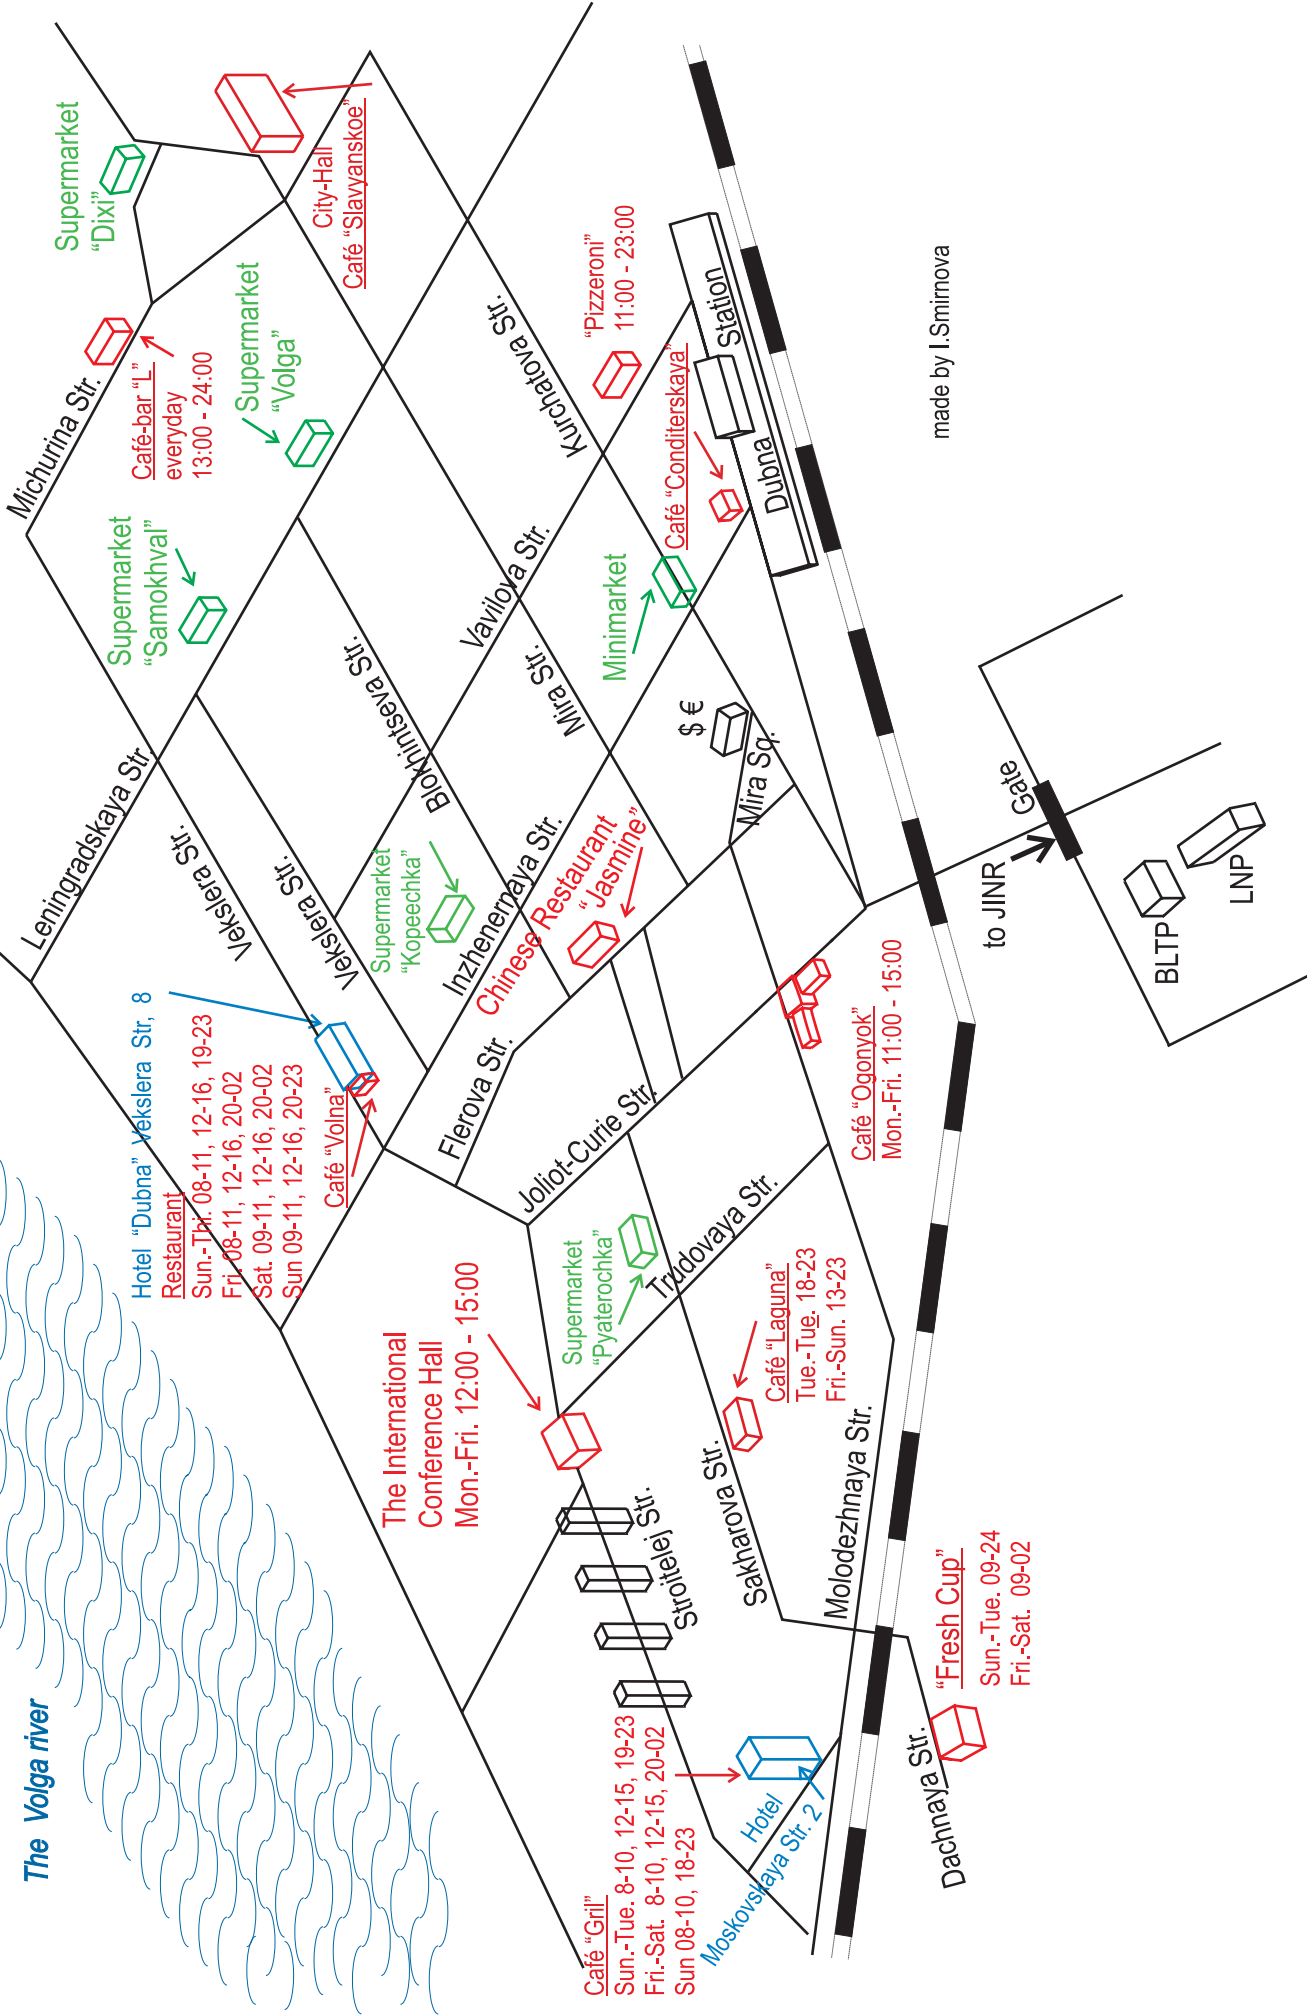 The Volga river
Hotel “Dubna” Vekslera Str, 8
Restaurant
Sun.-Thi. 08-11, 12-16, 19-23
Fri. 08-11, 12-16, 20-02
Sat. 09-11, 12-16, 20-02
Sun 09-11, 12-16, 20-23
Café “Volna”
Leningradskaya Str.
Vekslera Str.
Vekslera Str.
Michurina Str.
Supermarket
“Samokhval”
Café-bar “L”
everyday
13:00 - 24:00
Supermarket
“Volga”
Supermarket
“Dixi”
City-Hall
Café “Slavyanskoe”
The International
Conference Hall
Mon.-Fri. 12:00 - 15:00
Flerova Str.
Joliot-Curie Str.
Supermarket
“Kopeechka”
Inzhenernaya Str.
Chinese Restaurant
“ Jasmine”
Blokhintseva Str.
Vavilova Str.
Mira Str.
Kurchatova Str.
“Pizzeroni”
11:00 - 23:00
Minimarket
Café “Conditerskaya”
Dubna Station
$ €
Mira Sq.
Supermarket
“Pyaterochka”
Trudovaya Str.
Stroitelej Str.
Sakharova Str.
Café “Laguna”
Tue.-Tue. 18-23
Fri.-Sun. 13-23
Molodezhnaya Str.
Café “Ogonyok”
Mon.-Fri. 11:00 - 15:00
Café “Gril”
Sun.-Tue. 8-10, 12-15, 19-23
Fri.-Sat. 8-10, 12-15, 20-02
Sun 08-10, 18-23
Hotel
Moskovskaya Str. 2
Dachnaya Str.
“Fresh Cup”
Sun.-Tue. 09-24
Fri.-Sat. 09-02
to JINR
Gate
BLTP
LNP
made by I.Smirnova